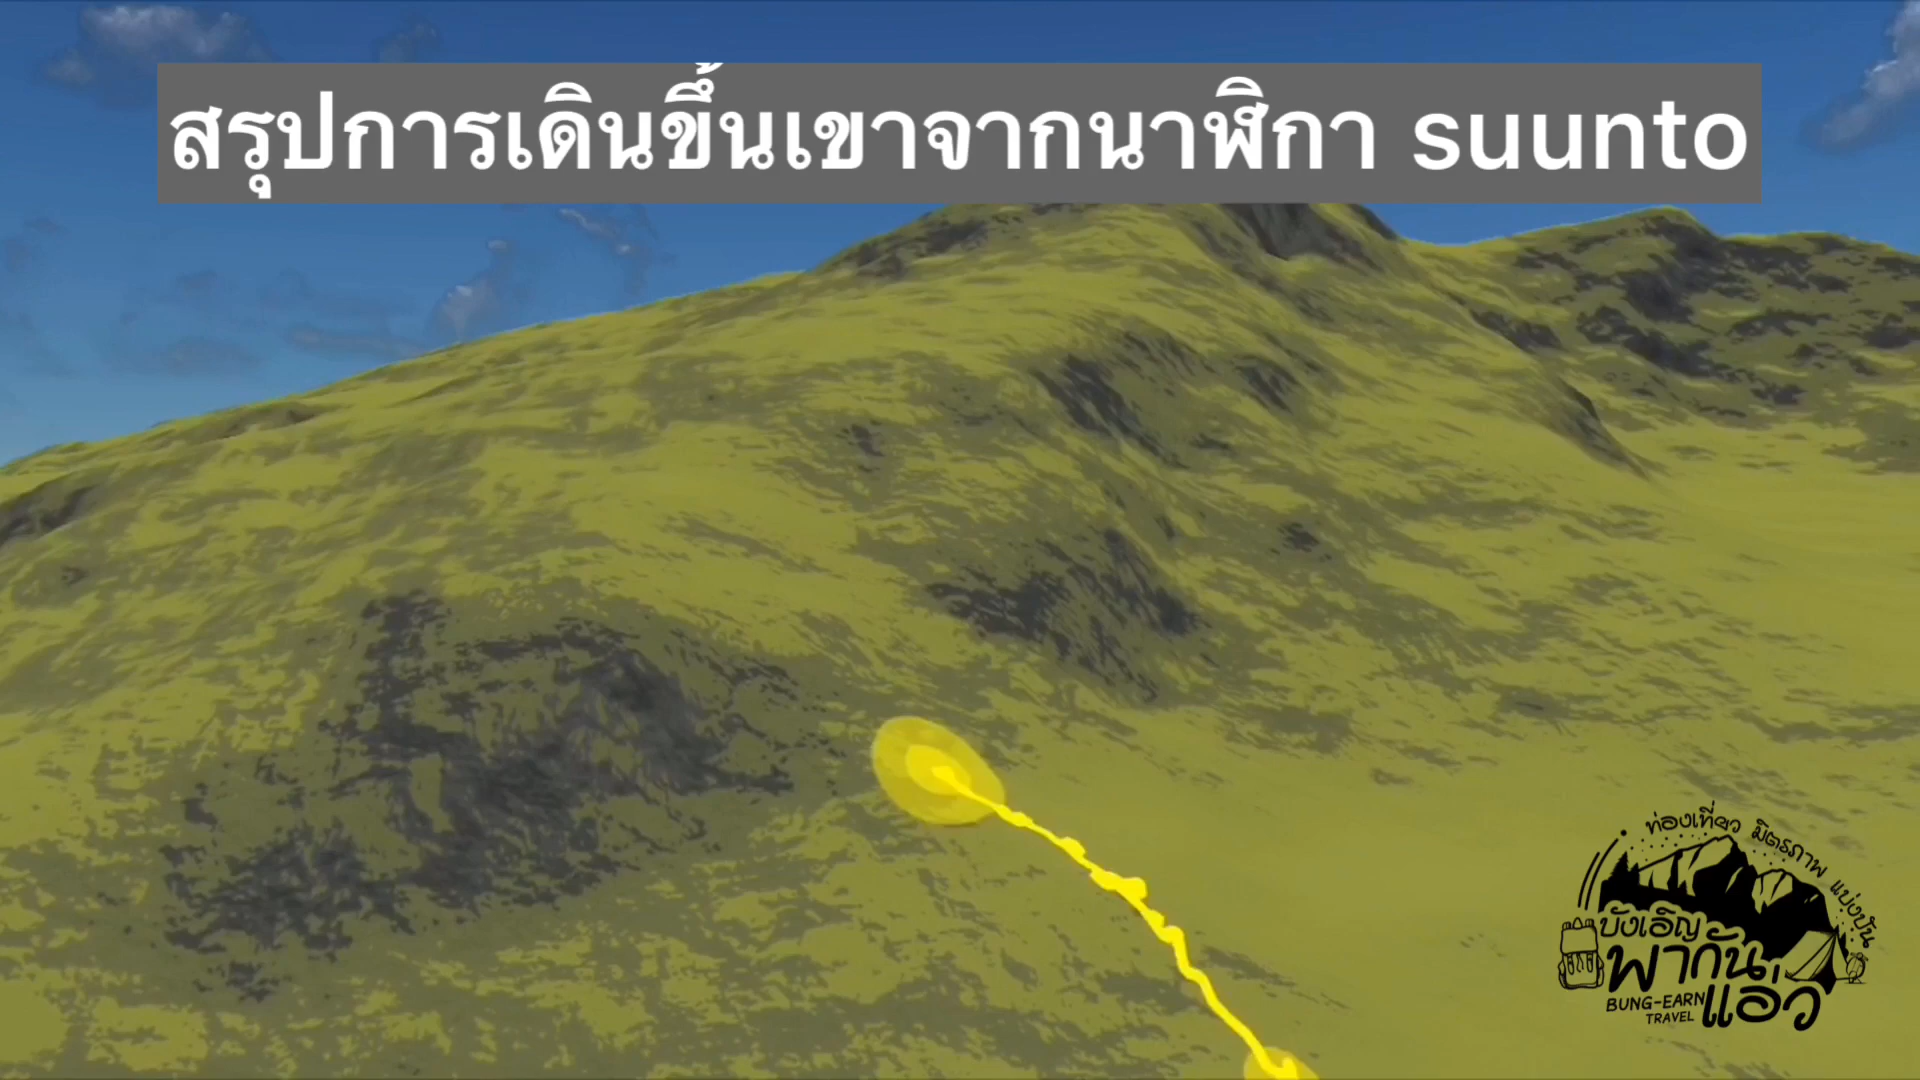 สรุปการเดินขึ้นเขาจากนาฬิกา suunto
ท่องเที่ยว มิตรภาพ แบ่งปัน
บังเอิญ
พากัน
แอ่ว
BUNG-EARN
TRAVEL